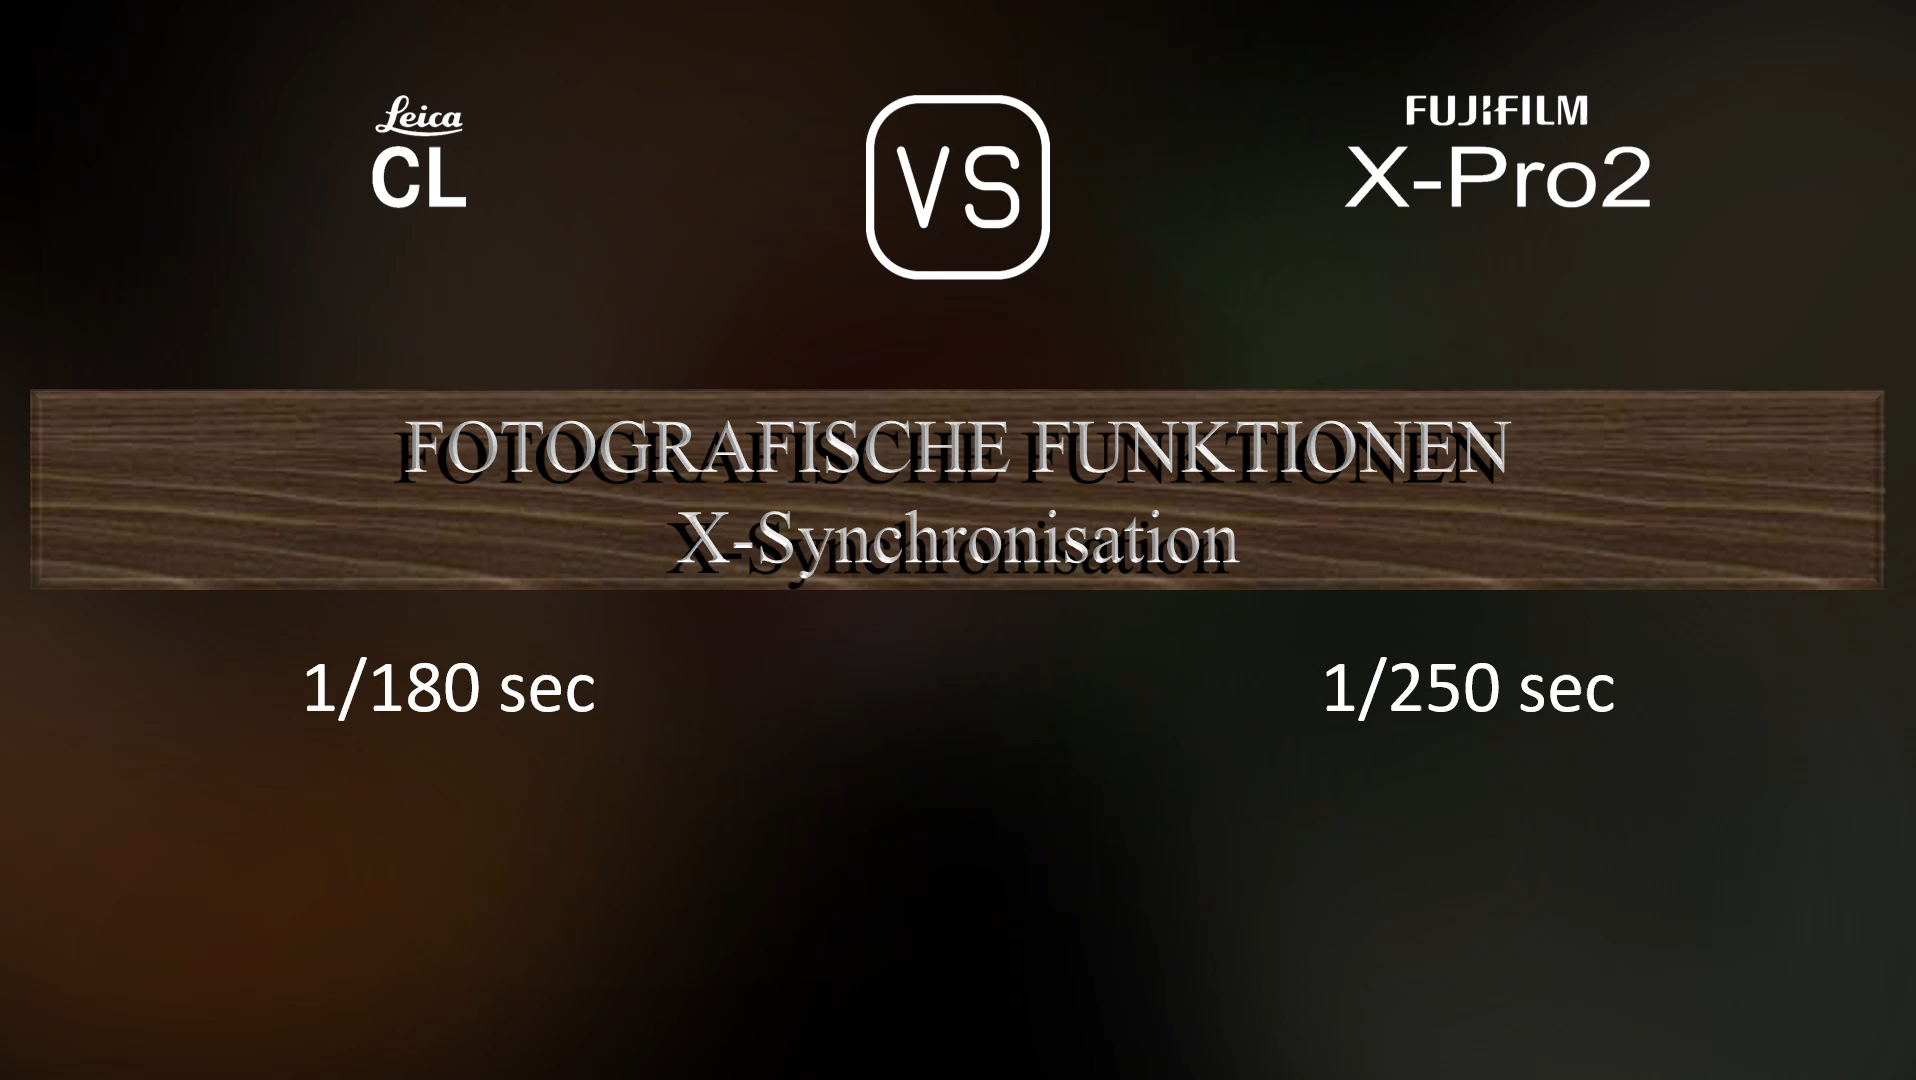 Leica
CL
VS
FUJIFILM
X-Pro2
FOTOGRAFISCHE FUNKTIONEN
X-Synchronisation
1/180 sec
1/250 sec